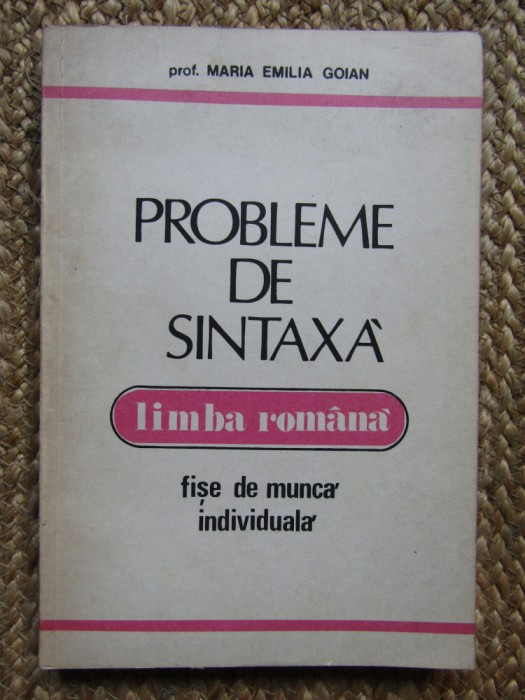 prof. MARIA EMILIA GOIAN
PROBLEME
DE
SINTAXĂ
limba română
fișe de muncă
individuală